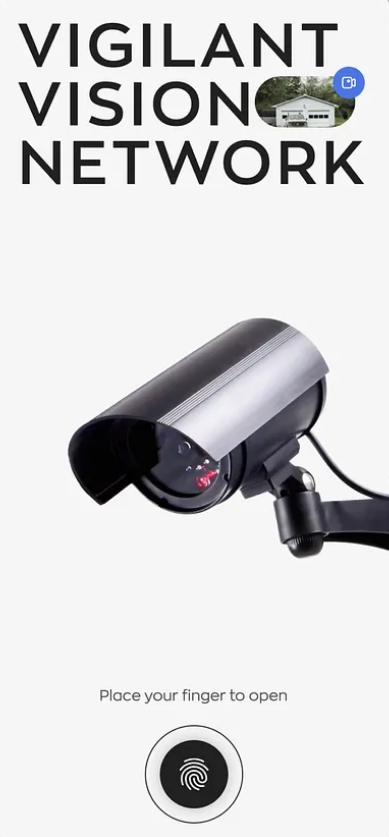 VIGILANT
VISION
NETWORK
Place your finger to open